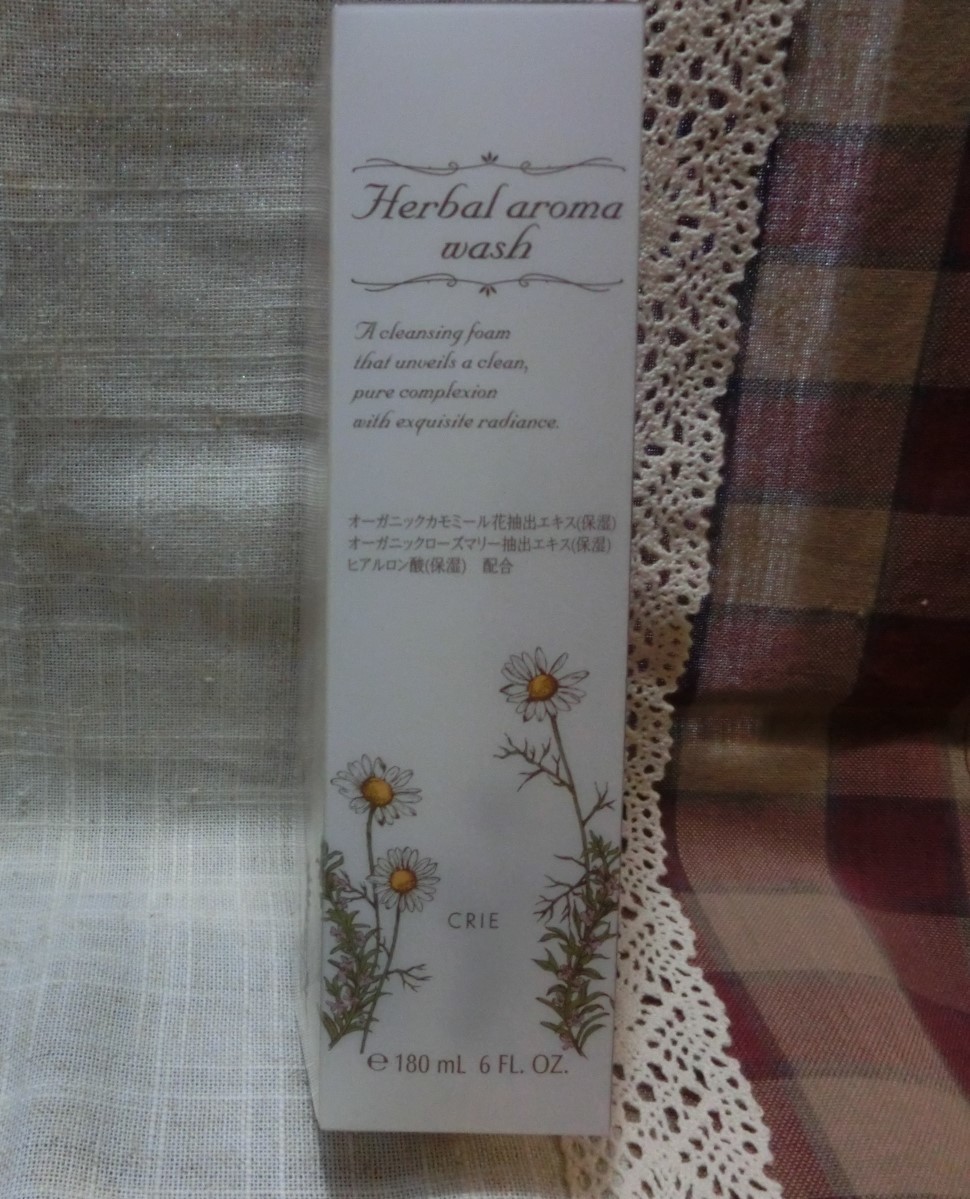 Herbal aroma
wash
A cleansing foam
that unveils a clean,
pure complexion
with exquisite radiance.
オーガニックカモミール花抽出エキス(保湿)
オーガニックローズマリー抽出エキス(保湿)
ヒアルロン酸(保湿)　配合
CRIE
℮ 180 mL 6 FL. OZ.